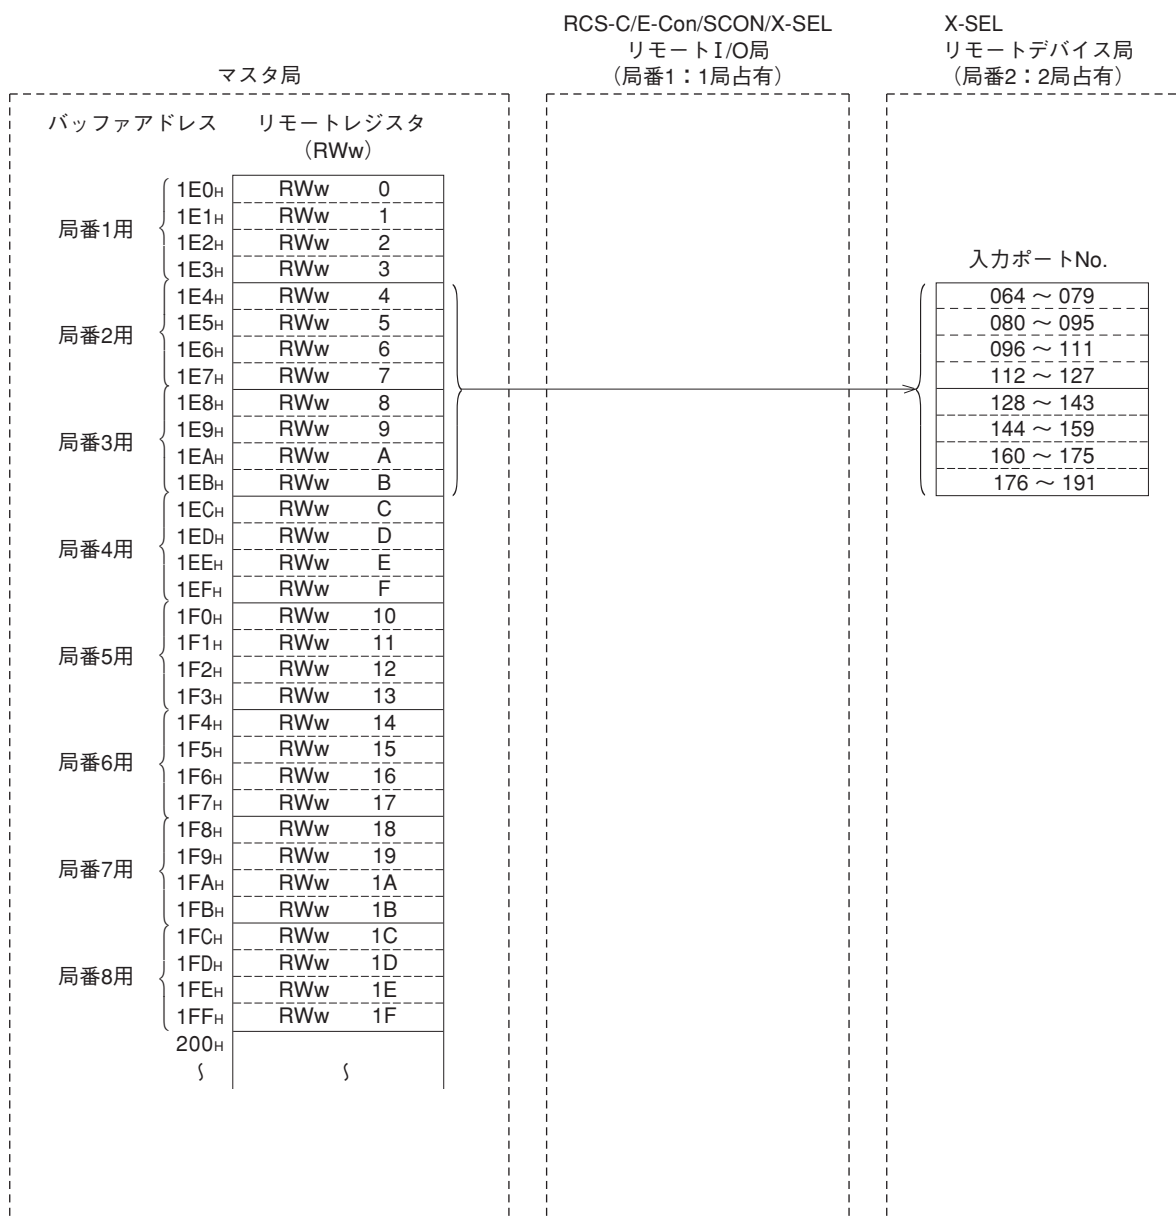 RCS-C/E-Con/SCON/X-SEL
リモートI/O局
（局番1：1局占有）
X-SEL
リモートデバイス局
（局番2：2局占有）
マスタ局
バッファアドレス リモートレジスタ
（RWw）
局番1用
1E0H RWw 0
1E1H RWw 1
1E2H RWw 2
1E3H RWw 3
局番2用
1E4H RWw 4
1E5H RWw 5
1E6H RWw 6
1E7H RWw 7
局番3用
1E8H RWw 8
1E9H RWw 9
1EAH RWw A
1EBH RWw B
局番4用
1ECH RWw C
1EDH RWw D
1EEH RWw E
1EFH RWw F
局番5用
1F0H RWw 10
1F1H RWw 11
1F2H RWw 12
1F3H RWw 13
局番6用
1F4H RWw 14
1F5H RWw 15
1F6H RWw 16
1F7H RWw 17
局番7用
1F8H RWw 18
1F9H RWw 19
1FAH RWw 1A
1FBH RWw 1B
局番8用
1FCH RWw 1C
1FDH RWw 1D
1FEH RWw 1E
1FFH RWw 1F
200H
～ ～
入力ポートNo.
064 ～ 079
080 ～ 095
096 ～ 111
112 ～ 127
128 ～ 143
144 ～ 159
160 ～ 175
176 ～ 191